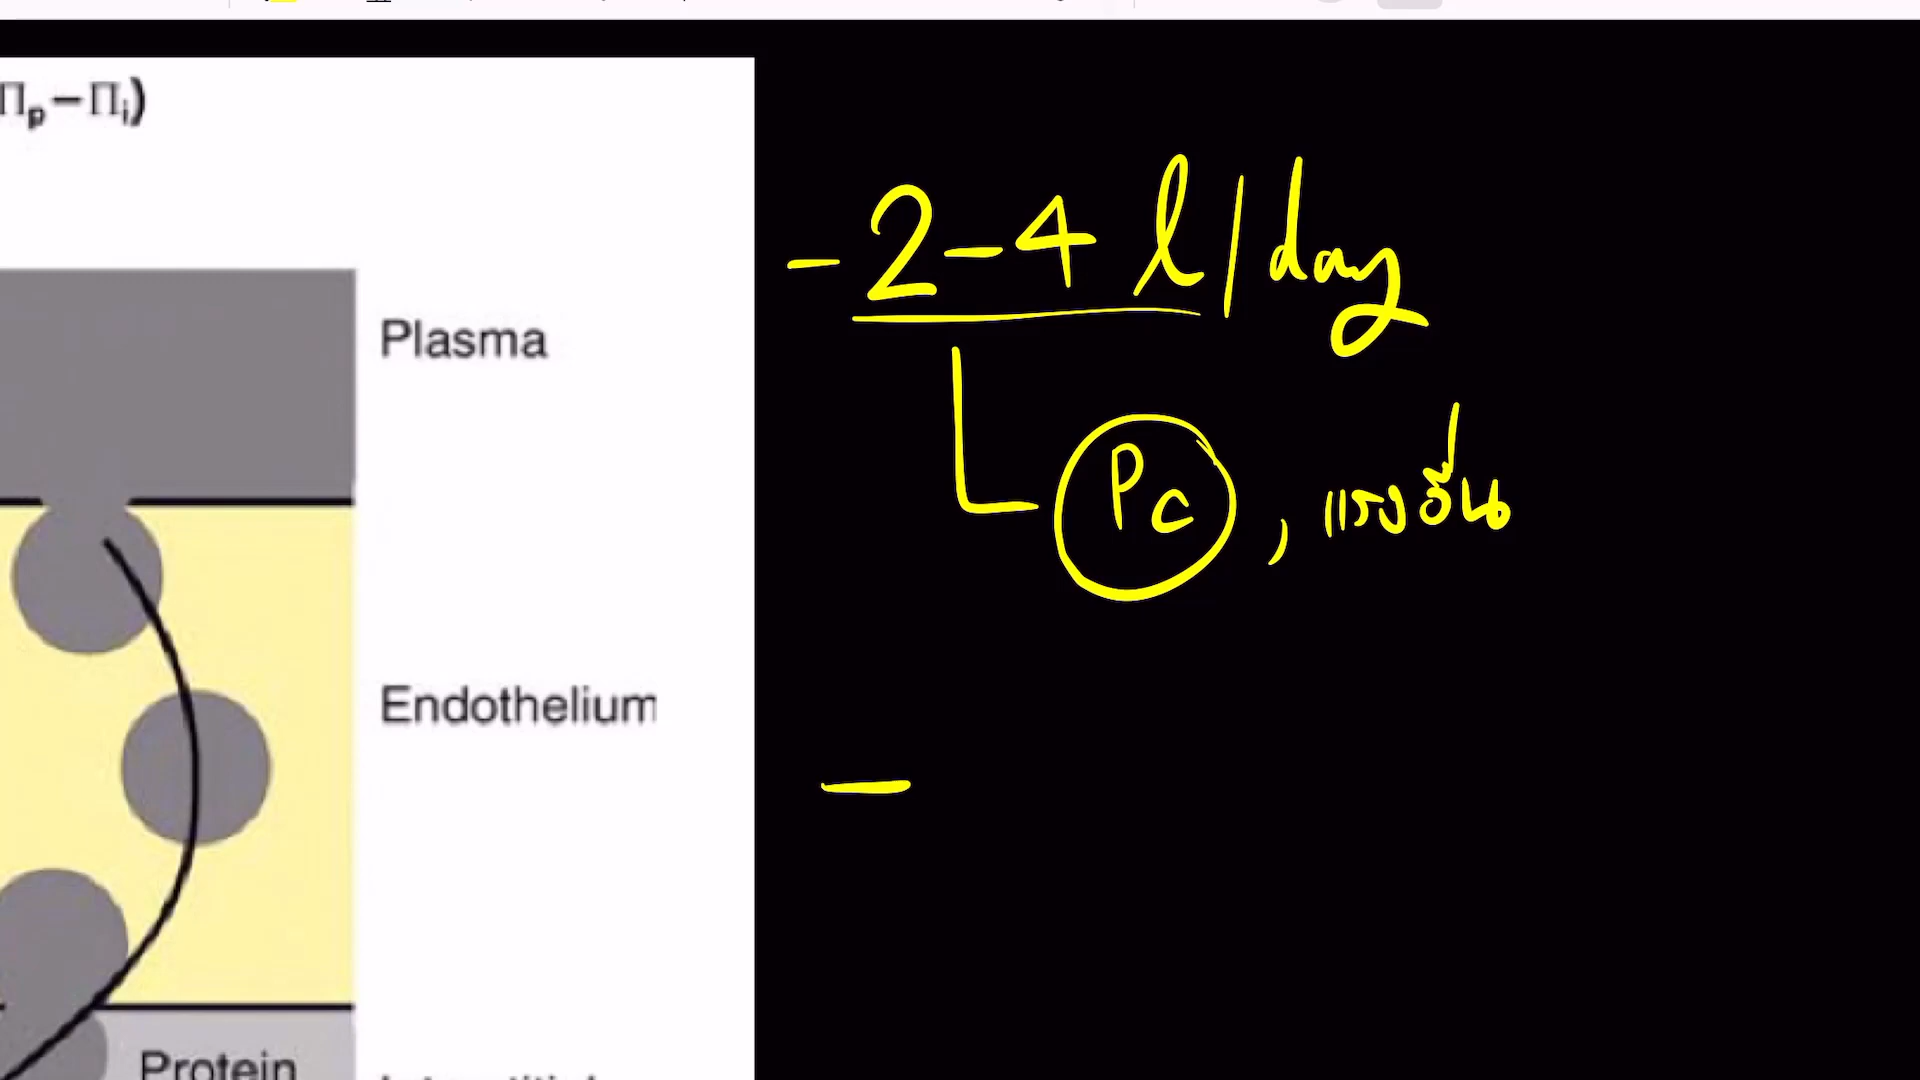 Πp – Πi)
Plasma
Endothelium
Protein
- 2-4 l/day
Pc, แรงอื่น
-